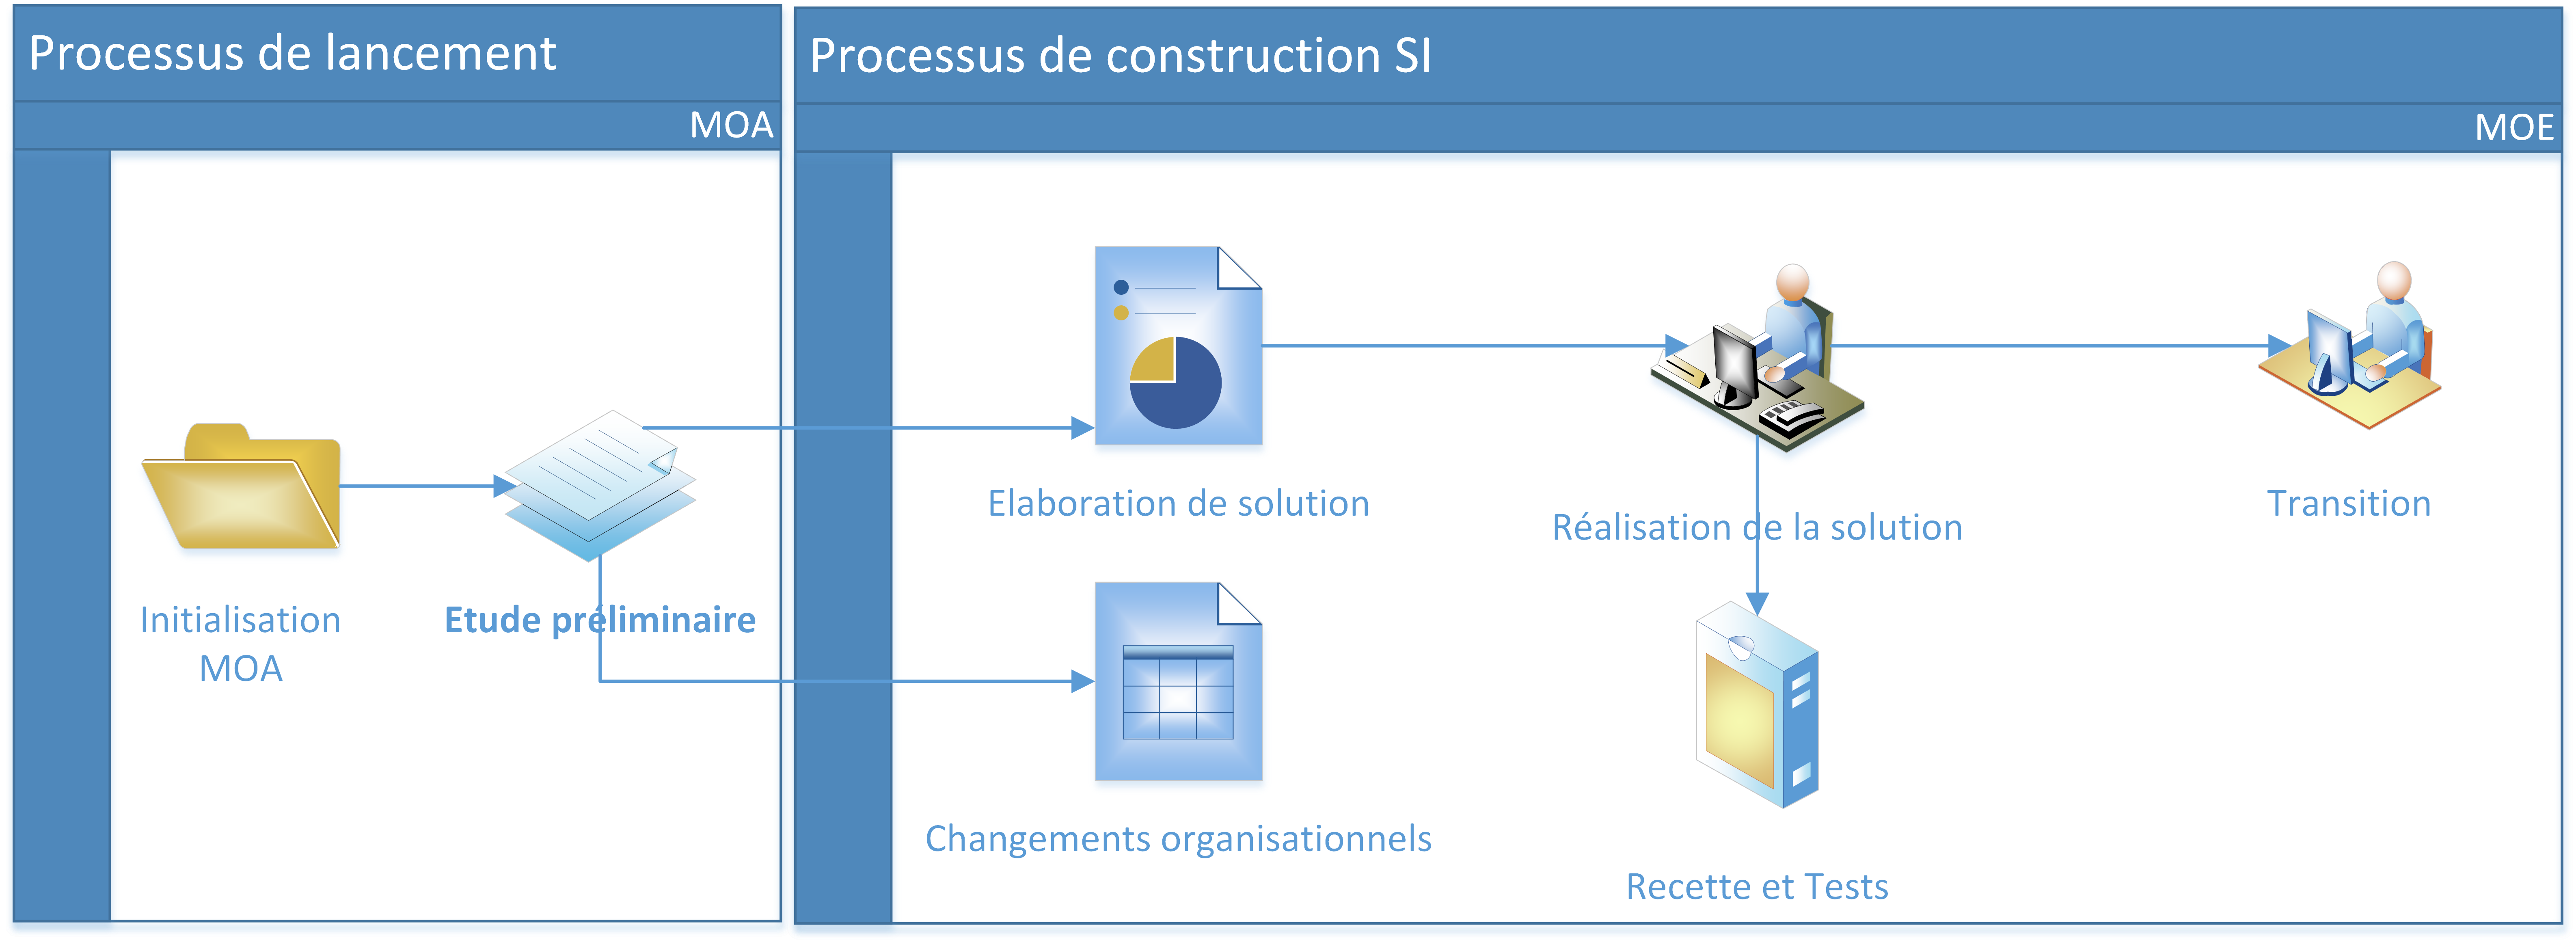 Processus de lancement
MOA
Processus de construction SI
MOE
Initialisation
MOA
Etude préliminaire
Elaboration de solution
Changements organisationnels
Réalisation de la solution
Recette et Tests
Transition